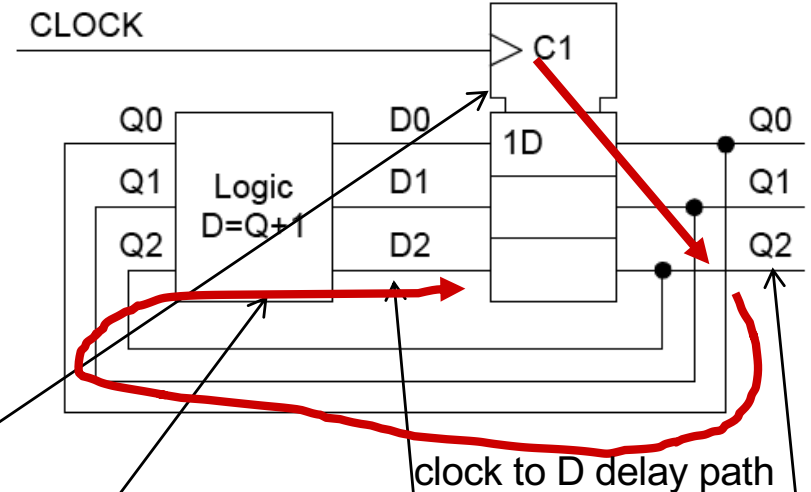 CLOCK
C1
Q0 D0 1D Q0
Q1 Logic D1 Q1
D=Q+1
Q2 D2 Q2
clock to D delay path